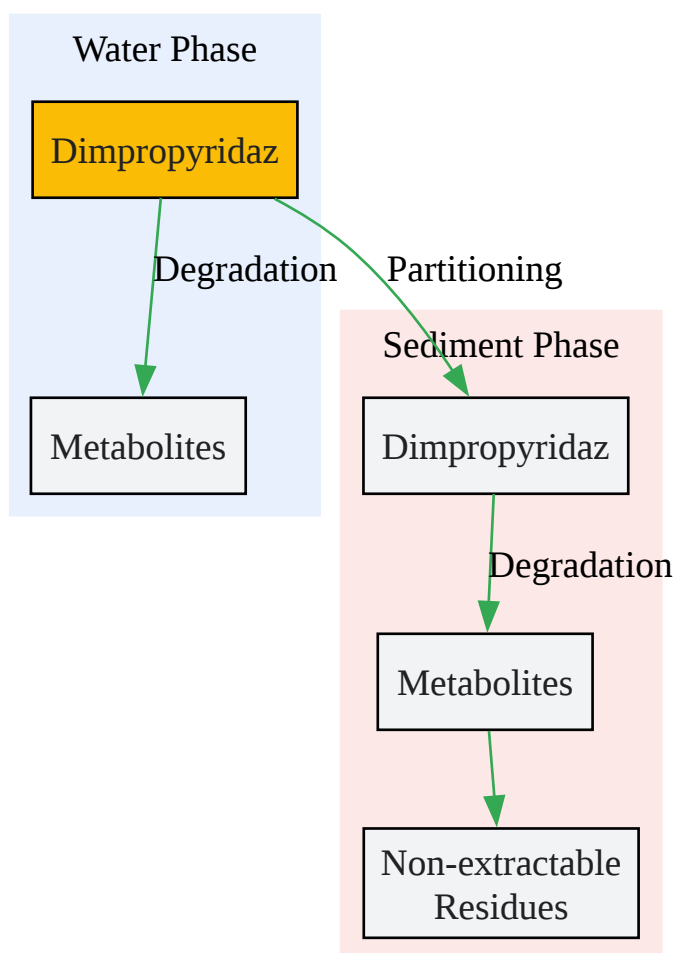 Water Phase
Dimpropyridaz
Degradation
Partitioning
Sediment Phase
Metabolites
Dimpropyridaz
Degradation
Metabolites
Non-extractable
Residues